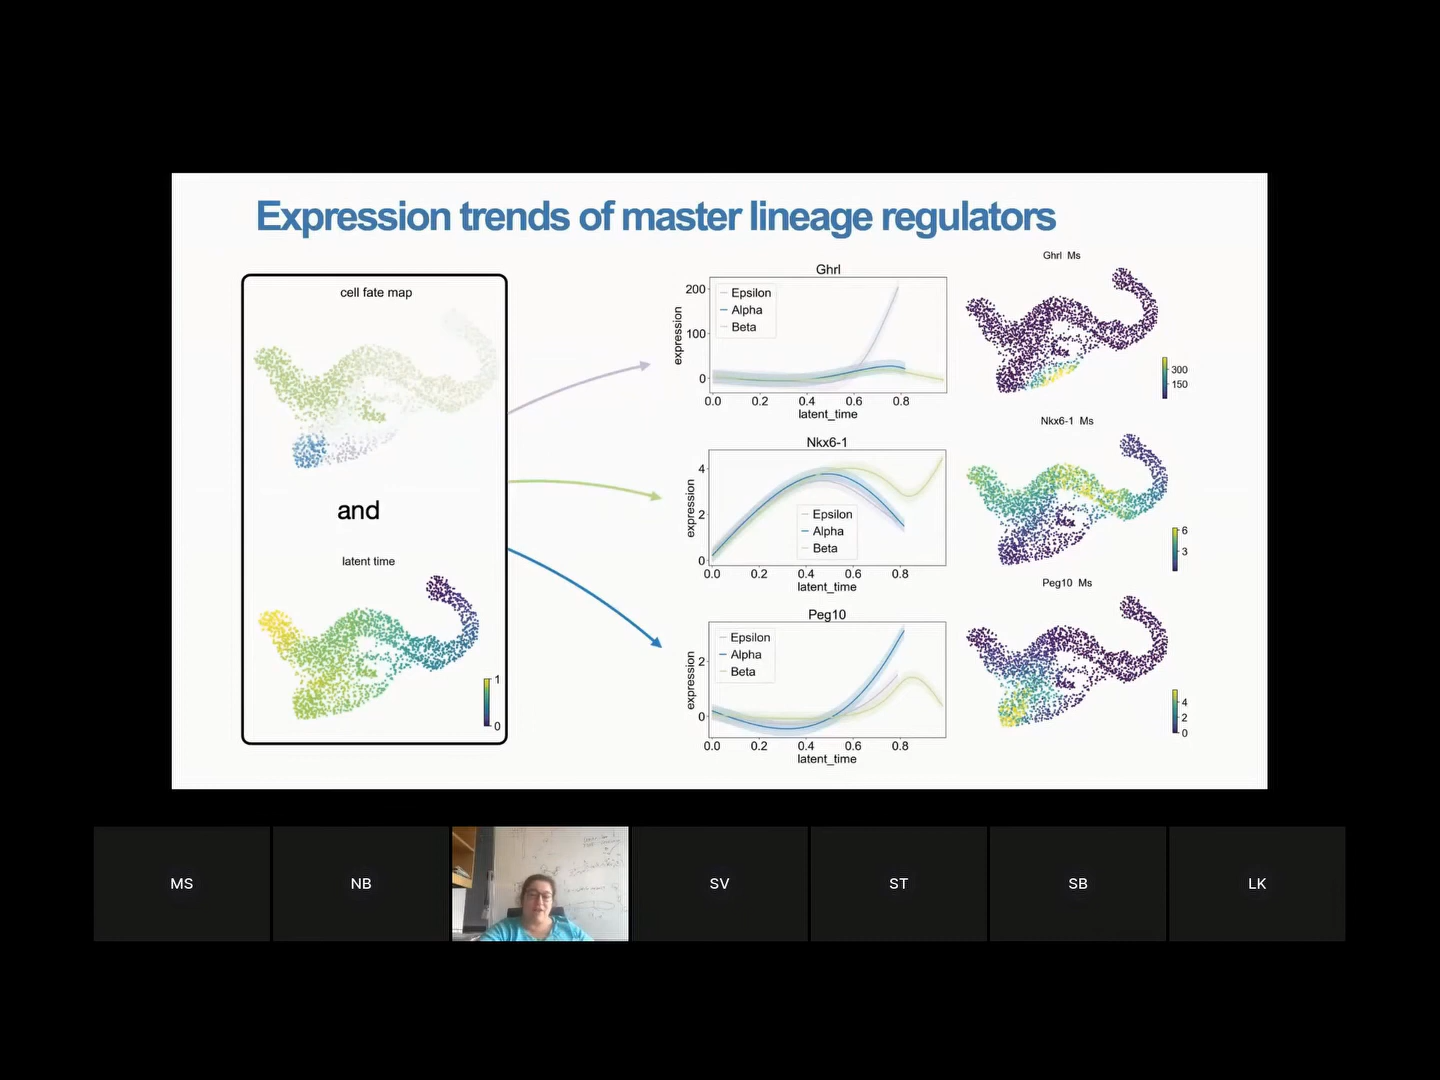 Expression trends of master lineage regulators
cell fate map
and
latent time
1
0
Ghrl
200
100
0
expression
Epsilon
Alpha
Beta
0.0 0.2 0.4 0.6 0.8
latent_time
Ghrl Ms
300
150
Nkx6-1
4
2
0
expression
Epsilon
Alpha
Beta
0.0 0.2 0.4 0.6 0.8
latent_time
Nkx6-1 Ms
6
3
Peg10
2
0
expression
Epsilon
Alpha
Beta
0.0 0.2 0.4 0.6 0.8
latent_time
Peg10 Ms
4
2
0
MS
NB
SV
ST
SB
LK